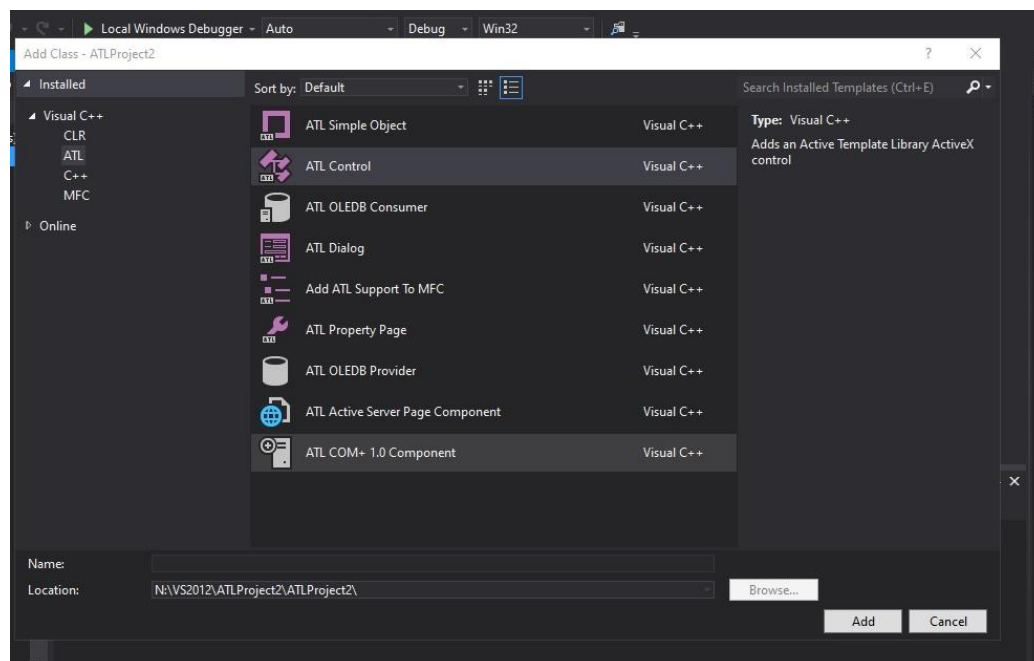 Local Windows Debugger Auto Debug Win32
Add Class - ATLProject2 ? ×
Installed
Visual C++
CLR
ATL
C++
MFC
Online
Sort by: Default
ATL Simple Object Visual C++
ATL Control Visual C++
ATL OLEDB Consumer Visual C++
ATL Dialog Visual C++
Add ATL Support To MFC Visual C++
ATL Property Page Visual C++
ATL OLEDB Provider Visual C++
ATL Active Server Page Component Visual C++
ATL COM+ 1.0 Component Visual C++
Search Installed Templates (Ctrl+E)
Type: Visual C++
Adds an Active Template Library ActiveX
control
Name:
Location: N:\VS2012\ATLProject2\ATLProject2\
Browse...
Add Cancel